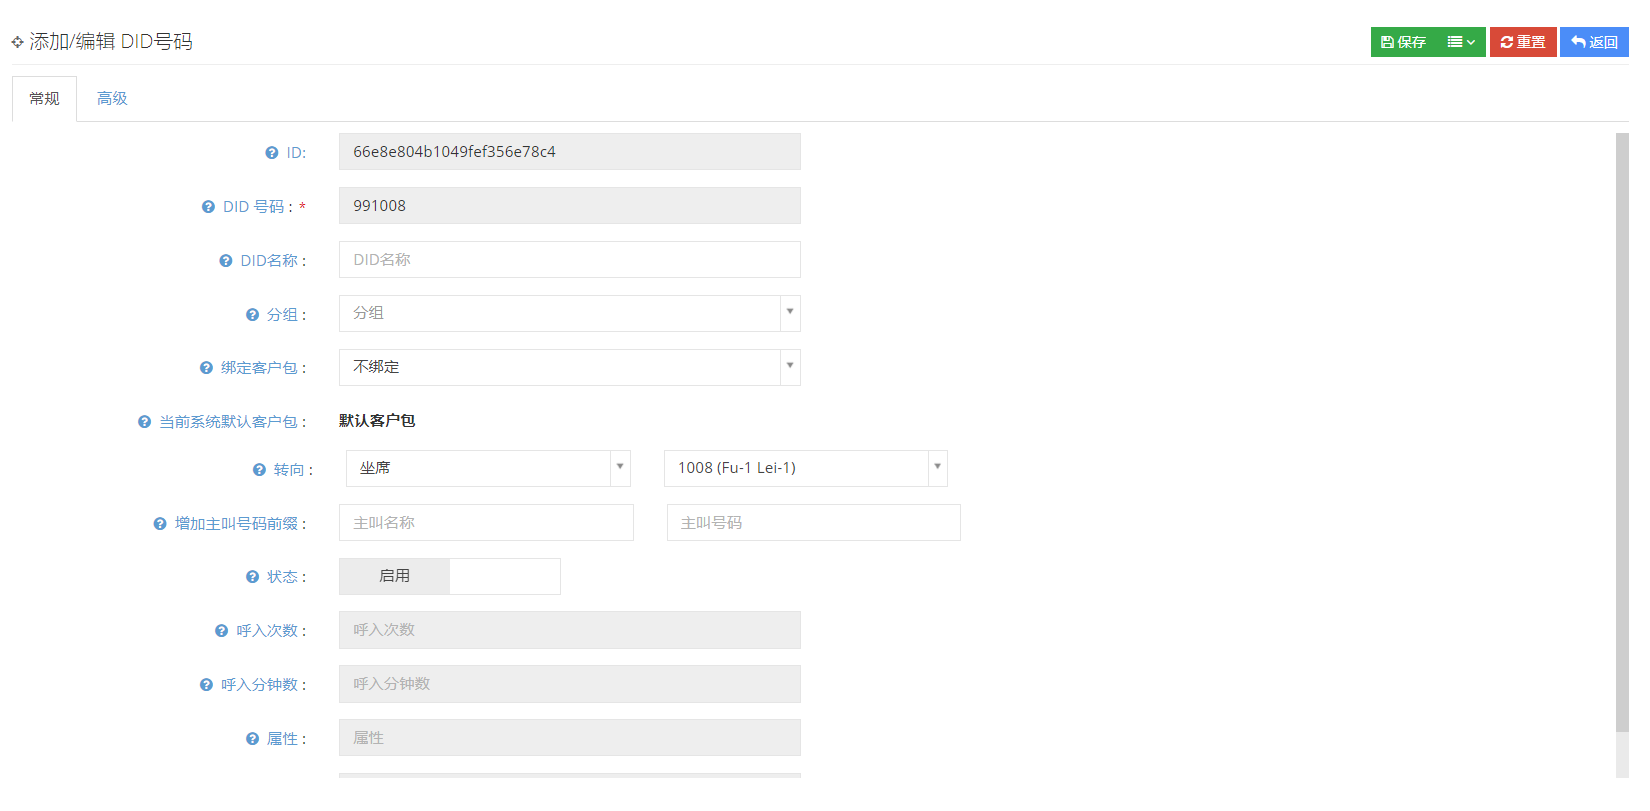 添加/编辑 DID号码
保存
重置
返回
常规
高级
ID:
66e8e804b1049fef356e78c4
DID 号码 : *
991008
DID名称 :
DID名称
分组 :
分组
绑定客户包 :
不绑定
当前系统默认客户包 :
默认客户包
转向 :
坐席
1008 (Fu-1 Lei-1)
增加主叫号码前缀 :
主叫名称
主叫号码
状态 :
启用
呼入次数 :
呼入次数
呼入分钟数 :
呼入分钟数
属性 :
属性